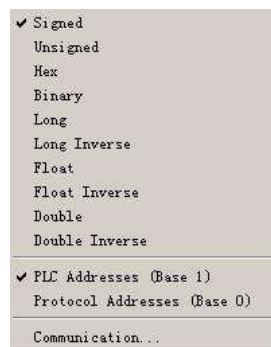 Signed
Unsigned
Hex
Binary
Long
Long Inverse
Float
Float Inverse
Double
Double Inverse
PLC Addresses (Base 1)
Protocol Addresses (Base 0)
Communication...